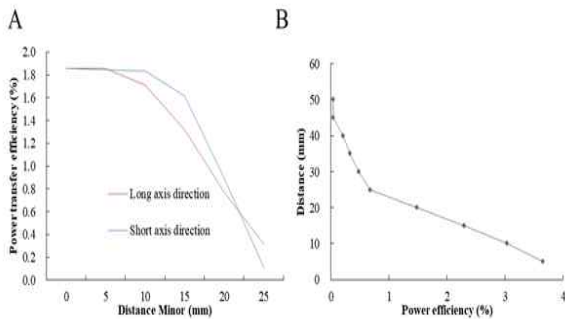 A
B
Power transfer efficiency (%)
2.0
1.8
1.6
1.4
1.2
1.0
0.8
0.6
0.4
0.2
0.0
Long axis direction
Short axis direction
0 5 10 15 20 25
Distance Minor (mm)
Distance (mm)
60
50
40
30
20
10
0
0 1 2 3 4
Power efficiency (%)